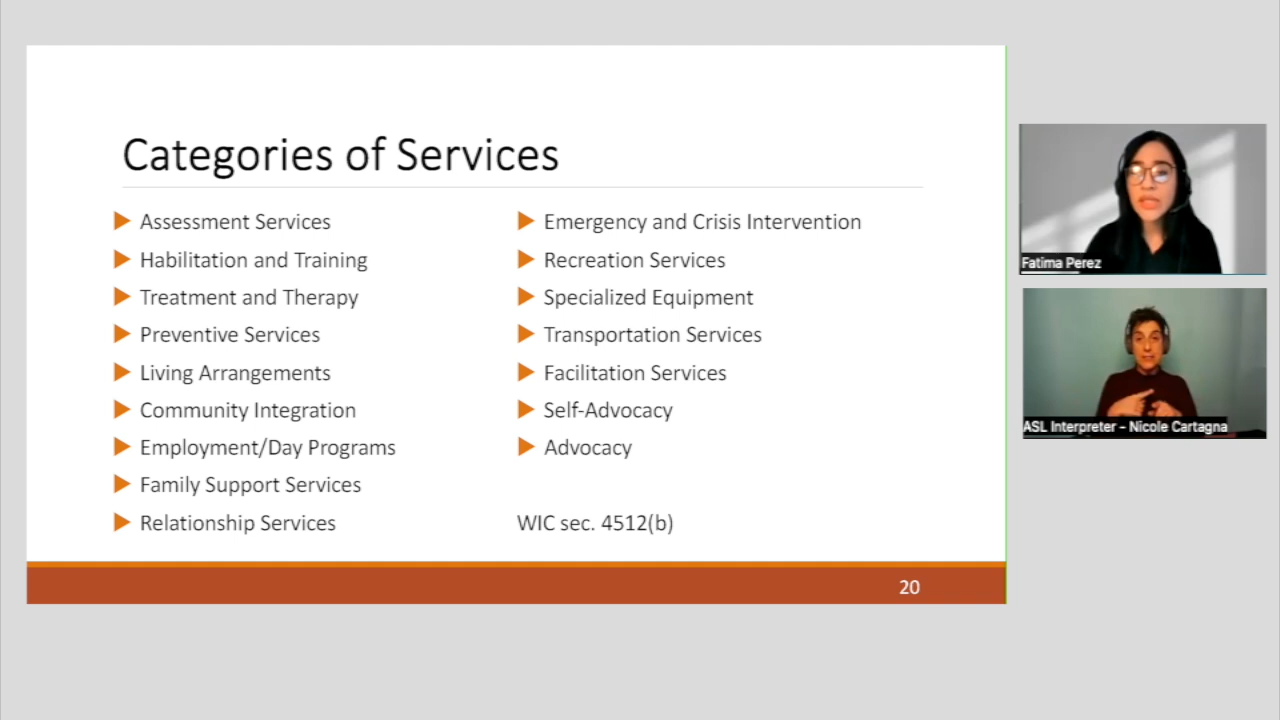 Categories of Services
Assessment Services
Habilitation and Training
Treatment and Therapy
Preventive Services
Living Arrangements
Community Integration
Employment/Day Programs
Family Support Services
Relationship Services
Emergency and Crisis Intervention
Recreation Services
Specialized Equipment
Transportation Services
Facilitation Services
Self-Advocacy
Advocacy
WIC sec. 4512(b)
20
Fatima Perez
ASL Interpreter – Nicole Cartagna